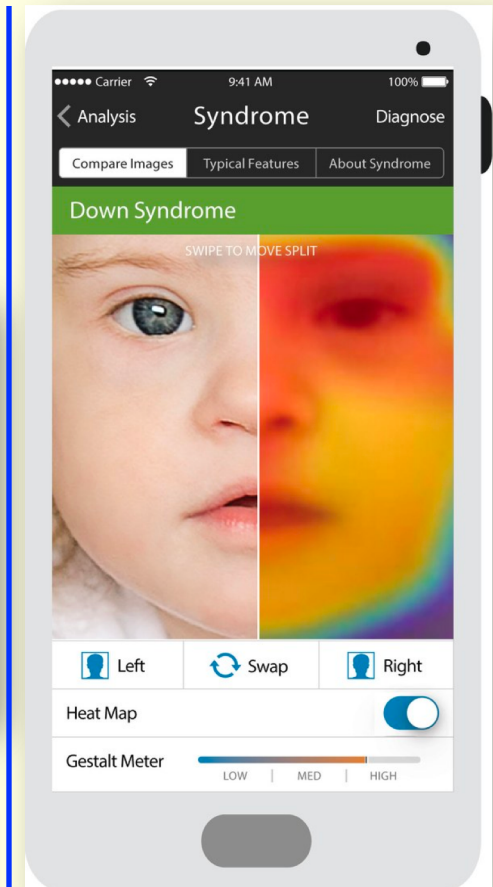 ●●●●● Carrier 9:41 AM 100%
Analysis Syndrome Diagnose
Compare Images Typical Features About Syndrome
Down Syndrome
SWIPE TO MOVE SPLIT
Left Swap Right
Heat Map
Gestalt Meter
LOW | MED | HIGH